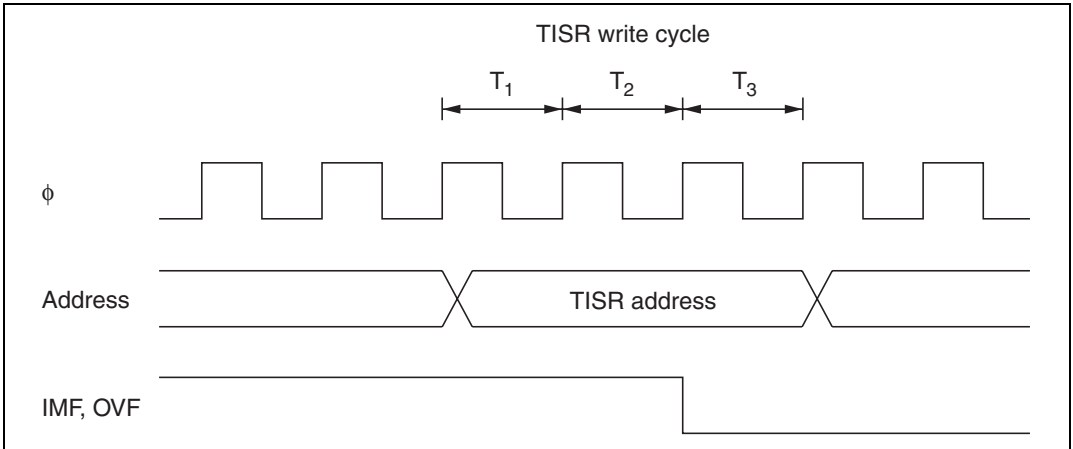 TISR write cycle
T1 T2 T3
ϕ
Address TISR address
IMF, OVF